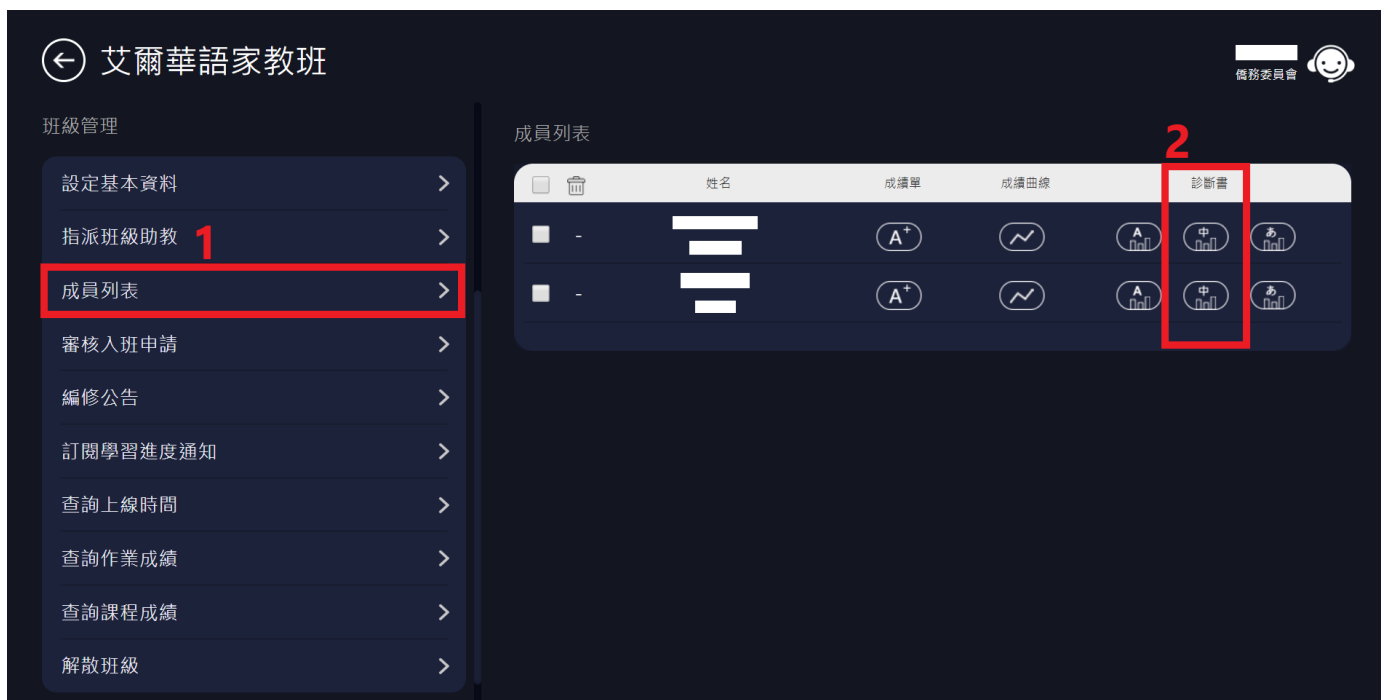 艾爾華語家教班
僑務委員會
班級管理
設定基本資料
指派班級助教
1
成員列表
審核入班申請
編修公告
訂閱學習進度通知
查詢上線時間
查詢作業成績
查詢課程成績
解散班級
成員列表
2
姓名 成績單 成績曲線 診斷書
- A+ A 中 あ
- A+ A 中 あ